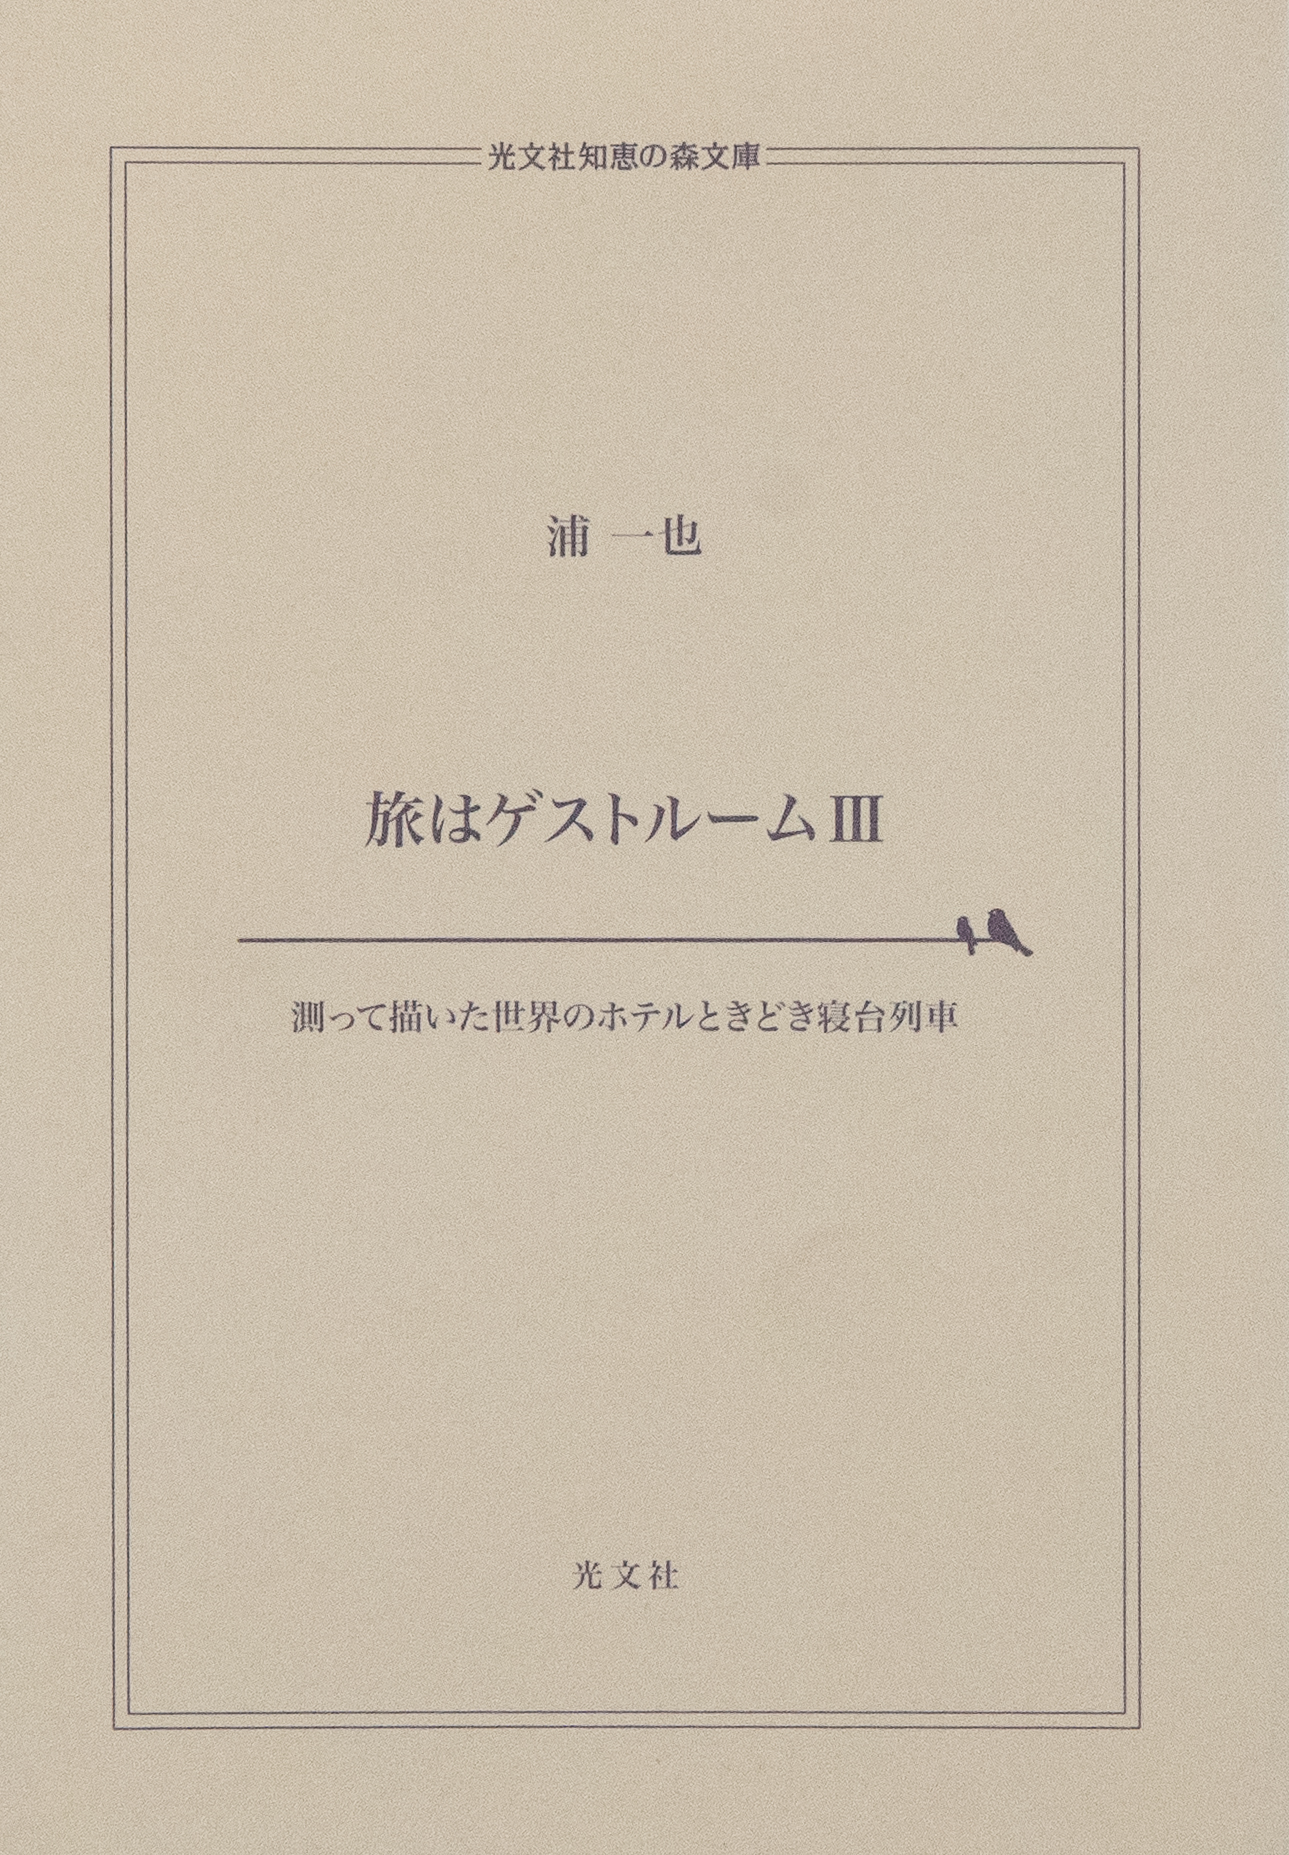 光文社知恵の森文庫
浦 一也
旅はゲストルームⅢ
測って描いた世界のホテルときどき寝台列車
光文社